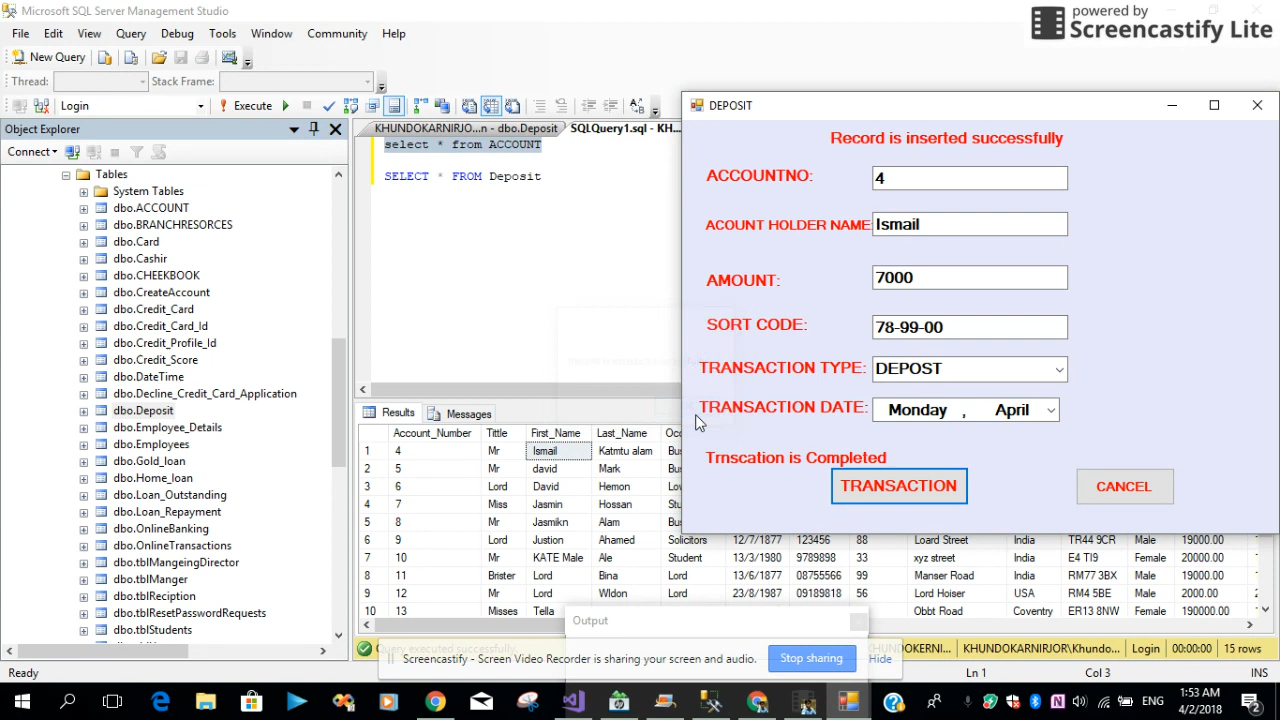 Microsoft SQL Server Management Studio
powered by
Screencastify Lite
File Edit View Query Debug Tools Window Community Help
New Query
Thread: Stack Frame:
Login Execute
Object Explorer
KHUNDOKARNIRJO...n - dbo.Deposit SQLQuery1.sql - KH...
Connect
Tables
System Tables
dbo.ACCOUNT
dbo.BRANCHRESORCES
dbo.Card
dbo.Cashir
dbo.CHEEKBOOK
dbo.CreateAccount
dbo.Credit_Card
dbo.Credit_Card_Id
dbo.Credit_Profile_Id
dbo.Credit_Score
dbo.DateTime
dbo.Decline_Credit_Card_Application
dbo.Deposit
dbo.Employee_Details
dbo.Employees
dbo.Gold_loan
dbo.Home_loan
dbo.Loan_Outstanding
dbo.Loan_Repayment
dbo.OnlineBanking
dbo.OnlineTransactions
dbo.tblMangeingDirector
dbo.tblManger
dbo.tblReciption
dbo.tblResetPasswordRequests
dbo.tblStudents
select * from ACCOUNT
SELECT * FROM Deposit
DEPOSIT
Record is inserted successfully
ACCOUNTNO: 4
ACOUNT HOLDER NAME: Ismail
AMOUNT: 7000
SORT CODE: 78-99-00
TRANSACTION TYPE: DEPOST
TRANSACTION DATE: Monday , April
Trnscation is Completed
TRANSACTION CANCEL
Results Messages
Account_Number Tittle First_Name Last_Name
1 4 Mr Ismail Katmtu alam
2 5 Mr david Mark
3 6 Lord David Hemon
4 7 Miss Jasmin Hossan
5 8 Mr Jasmikn Alam
6 9 Lord Justion Ahamed Solicitors 12/7/1877 123456 88 Loard Street India TR44 9CR Male 19000.00
7 10 Mr KATE Male Ale Student 13/3/1980 9789898 33 xyz street India E4 TI9 Female 20000.00
8 11 Brister Lord Bina Lord 13/6/1877 08755566 99 Manser Road India RM77 3BX Male 19000.00
9 12 Mr Lord Wldon Lord 23/8/1987 09189818 56 Lord Holmer USA RM4 5BE Male 20000.00
10 13 Misses Tella Obbt Road Coventry ER13 8NW Female 190000.00
Output
Query executed successfully.
KHUNDOKARNIRJOR\Khundo... Login 00:00:00 15 rows
Screencastify - Screen Video Recorder is sharing your screen and audio. Stop sharing Hide
Ready Ln 1 Col 3 INS
ENG
1:53 AM
4/2/2018
2